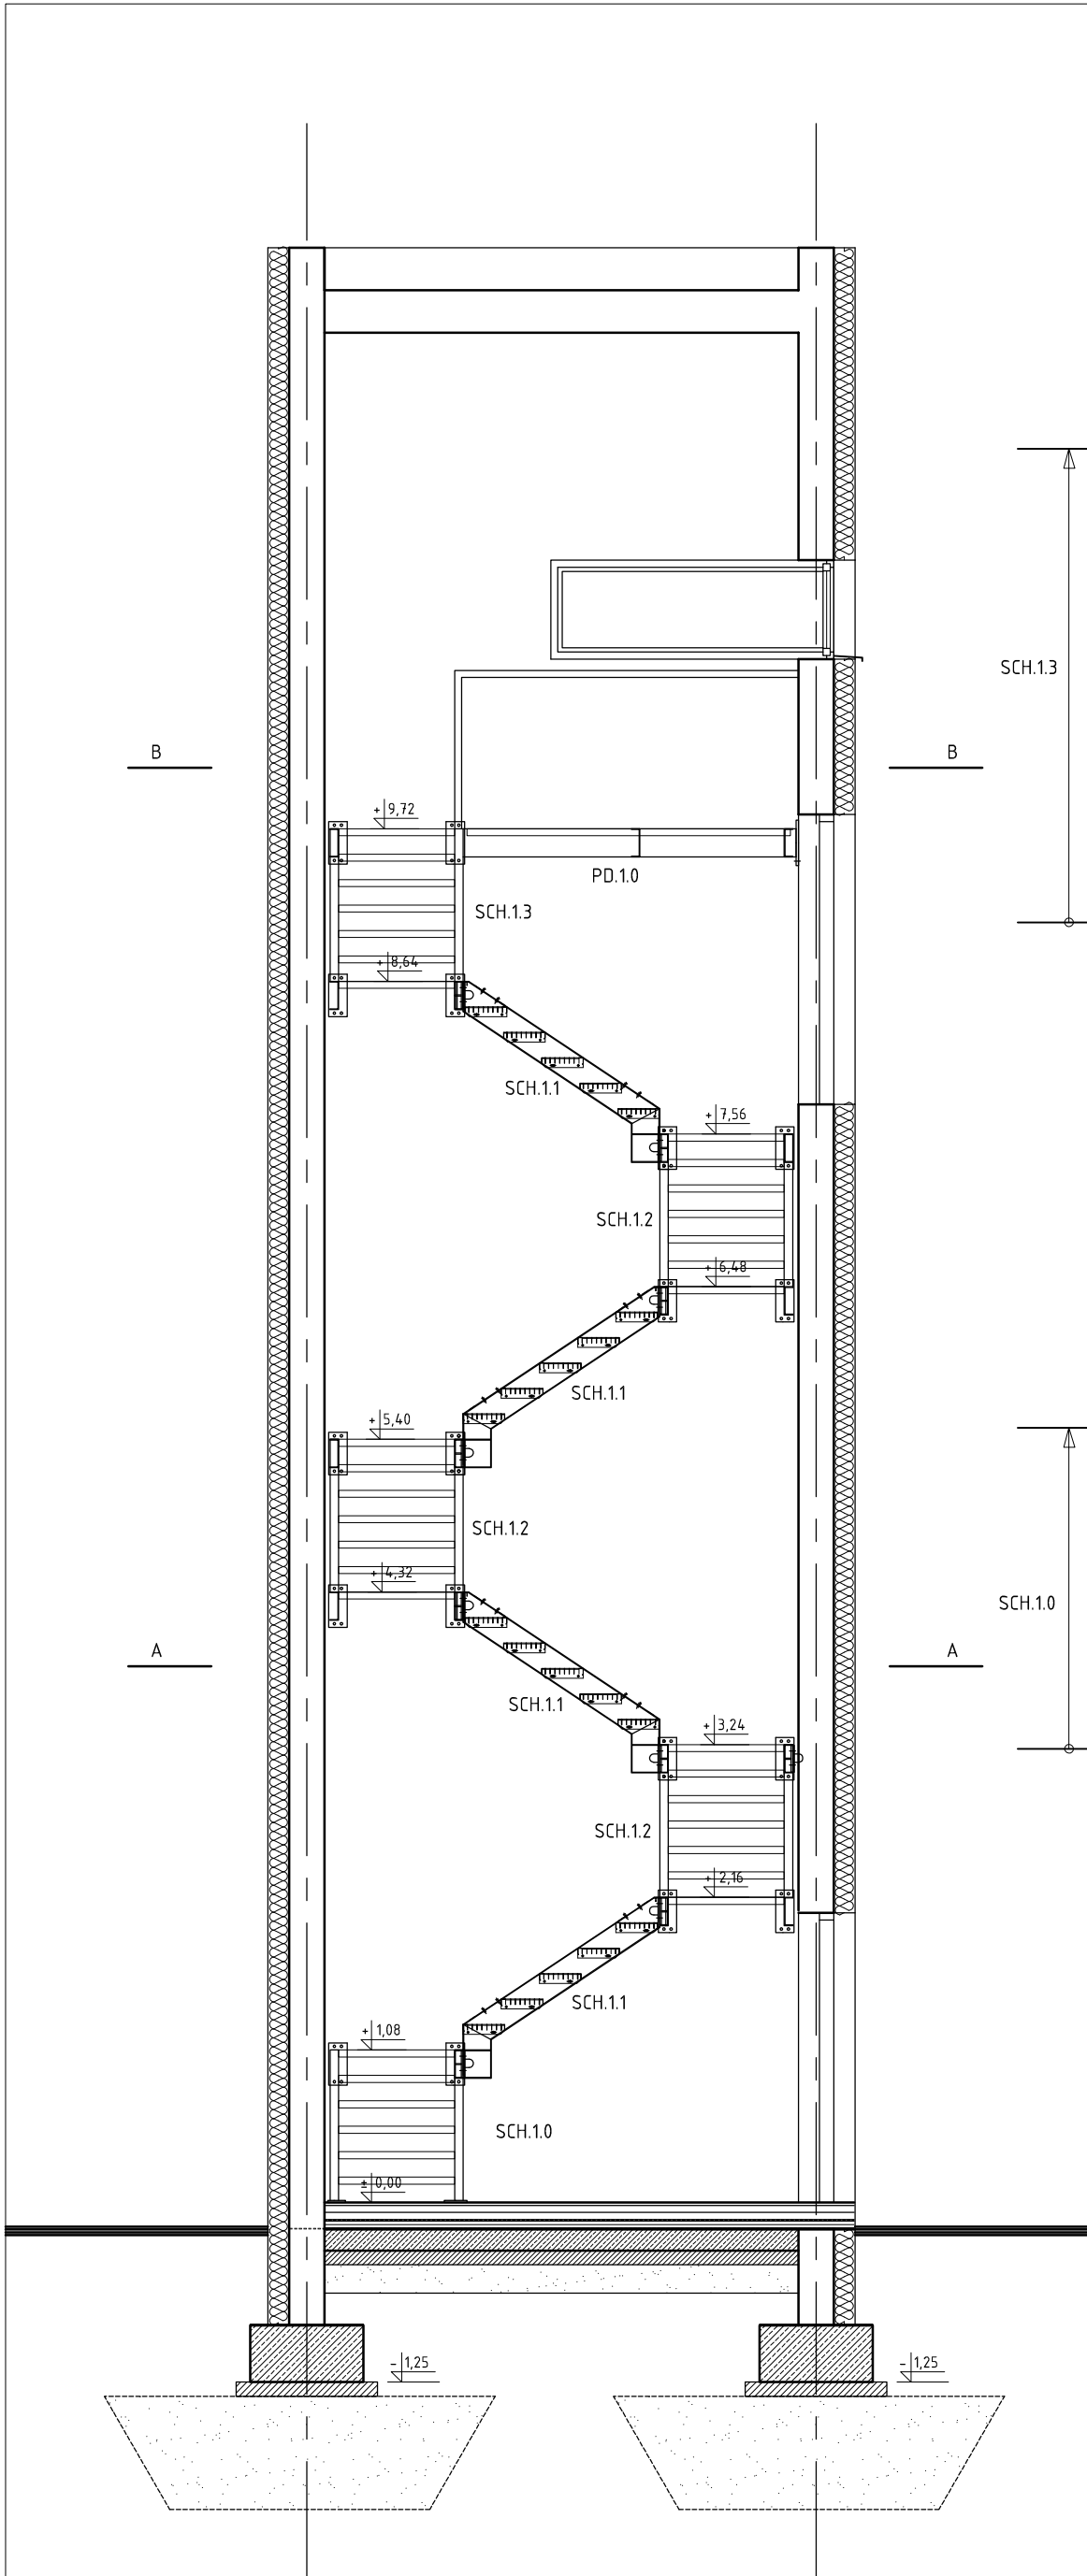 SCH.1.3
B
B
+ 9,72
PD.1.0
SCH.1.3
+ 8,64
SCH.1.1
+ 7,56
SCH.1.2
+ 6,48
SCH.1.1
+ 5,40
SCH.1.2
+ 4,32
SCH.1.0
A
A
SCH.1.1
+ 3,24
SCH.1.2
+ 2,16
SCH.1.1
+ 1,08
SCH.1.0
± 0,00
- 1,25
- 1,25